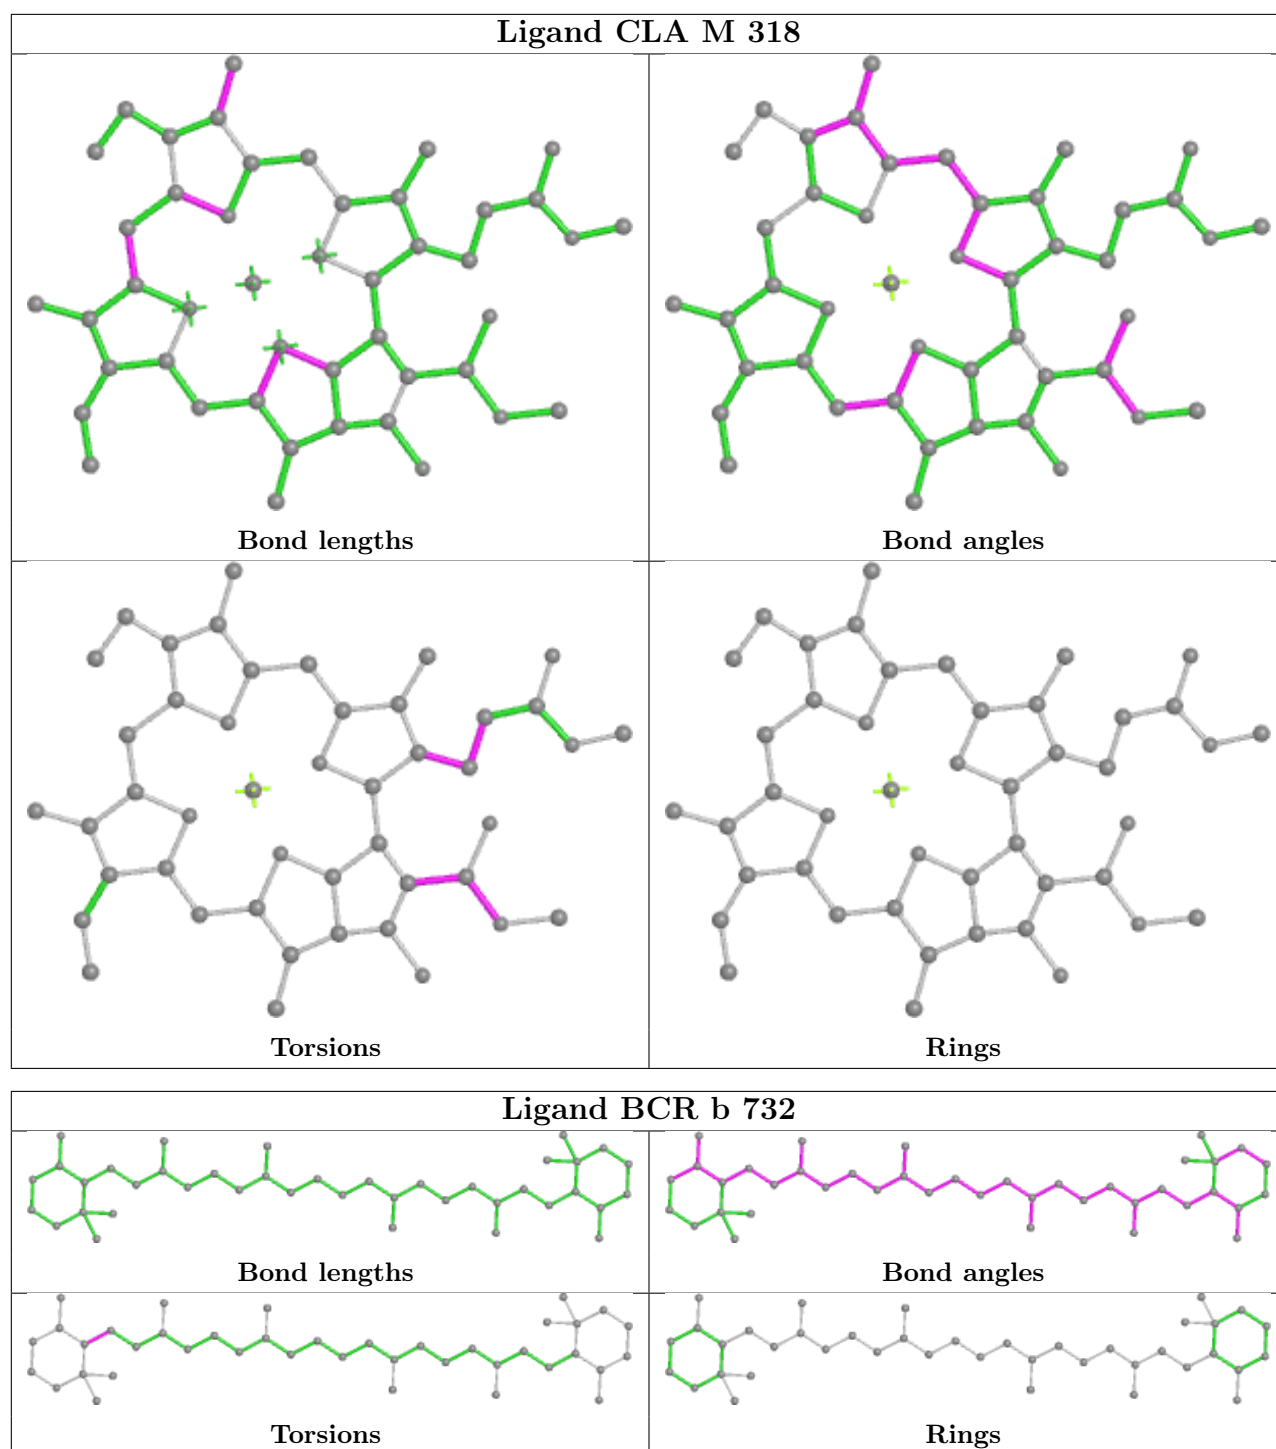 Ligand CLA M 318
Bond lengths
Bond angles
Torsions
Rings
Ligand BCR b 732
Bond lengths
Bond angles
Torsions
Rings